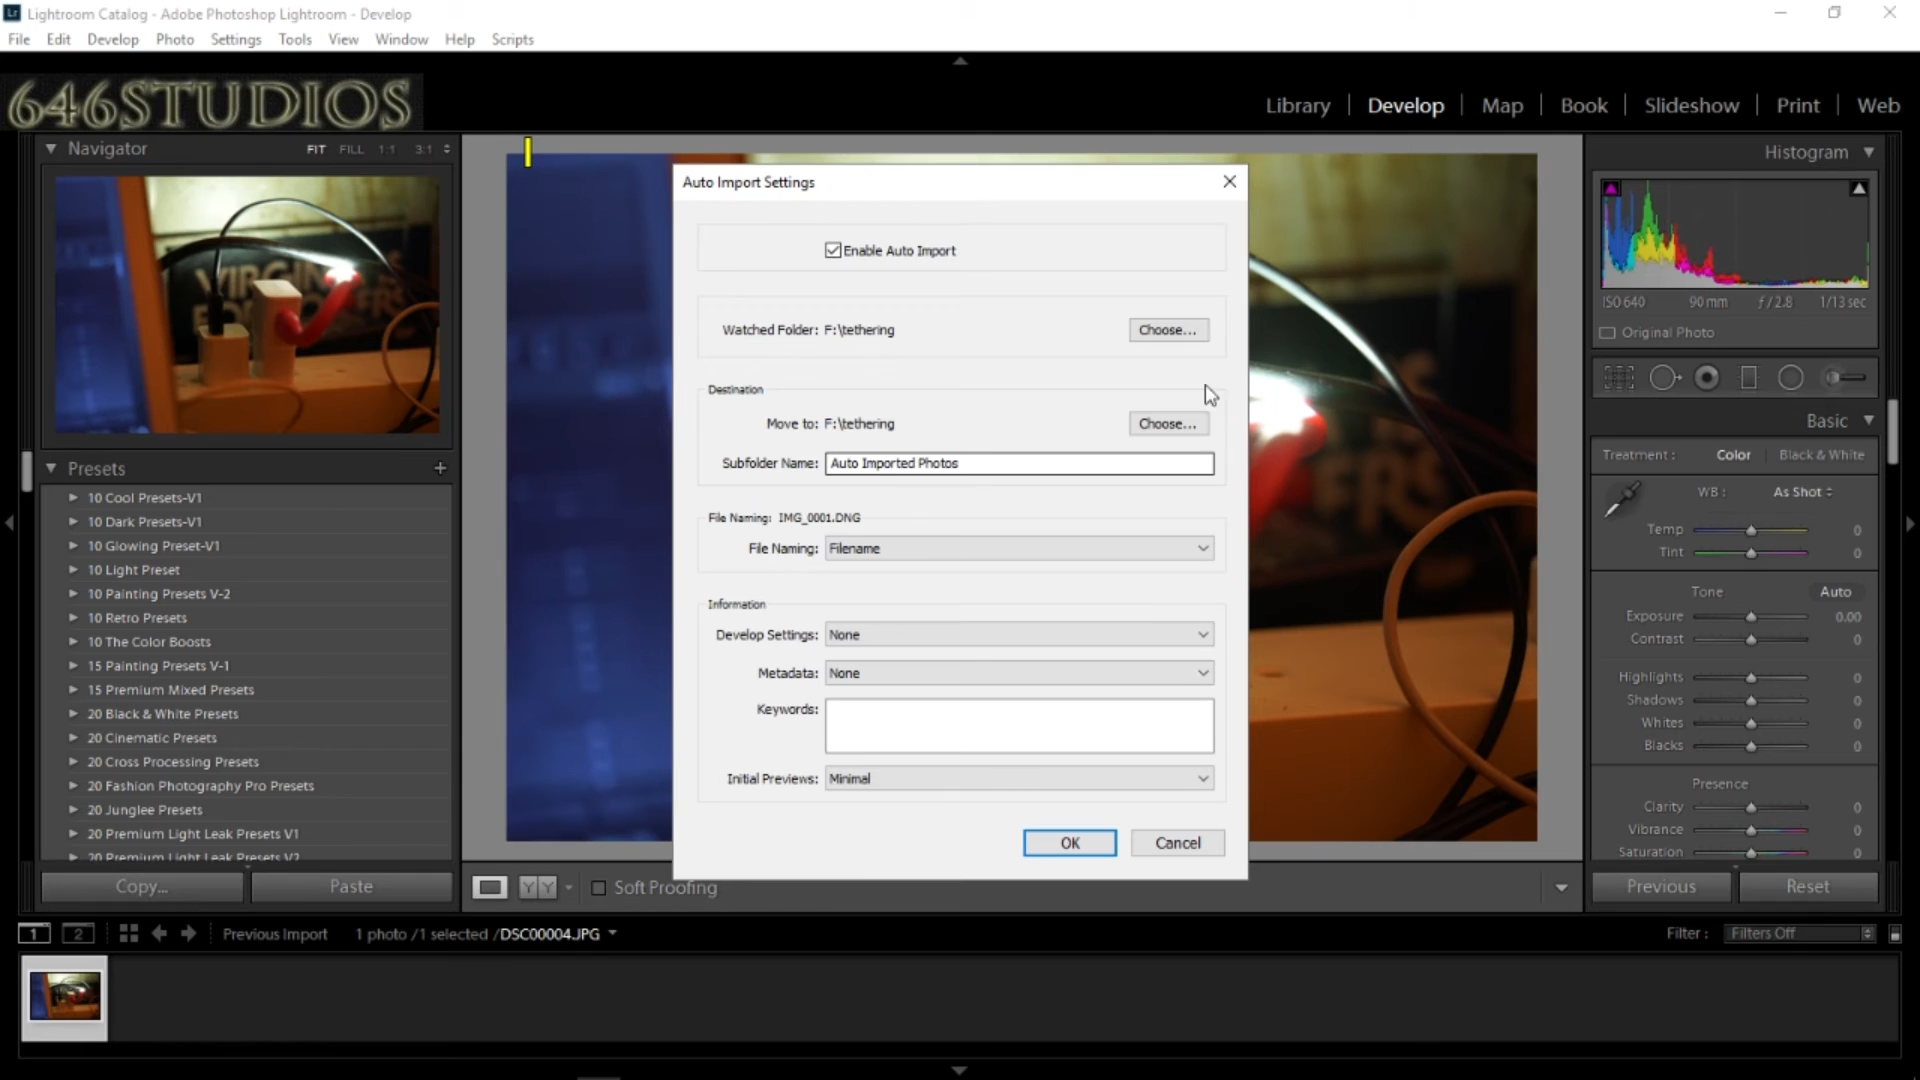 Lr Lightroom Catalog - Adobe Photoshop Lightroom - Develop
File Edit Develop Photo Settings Tools View Window Help Scripts
646STUDIOS
Library Develop Map Book Slideshow Print Web
Navigator FIT FILL 1:1 3:1
Histogram
ISO 640 90 mm ƒ / 2.8 1/13 sec
Original Photo
Basic
Treatment : Color Black & White
WB : As Shot
Temp 0
Tint 0
Tone Auto
Exposure 0.00
Contrast 0
Highlights 0
Shadows 0
Whites 0
Blacks 0
Presence
Clarity 0
Vibrance 0
Saturation 0
Previous Reset
Presets
10 Cool Presets-V1
10 Dark Presets-V1
10 Glowing Preset-V1
10 Light Preset
10 Painting Presets V-2
10 Retro Presets
10 The Color Boosts
15 Painting Presets V-1
15 Premium Mixed Presets
20 Black & White Presets
20 Cinematic Presets
20 Cross Processing Presets
20 Fashion Photography Pro Presets
20 Junglee Presets
20 Premium Light Leak Presets V1
20 Premium Light Leak Presets V2
Copy... Paste
Auto Import Settings
Enable Auto Import
Watched Folder: F:\tethering Choose...
Destination
Move to: F:\tethering Choose...
Subfolder Name: Auto Imported Photos
File Naming: IMG_0001.DNG
File Naming: Filename
Information
Develop Settings: None
Metadata: None
Keywords:
Initial Previews: Minimal
OK Cancel
Y Y Soft Proofing
1 2 Previous Import 1 photo /1 selected /DSC00004.JPG Filter : Filters Off